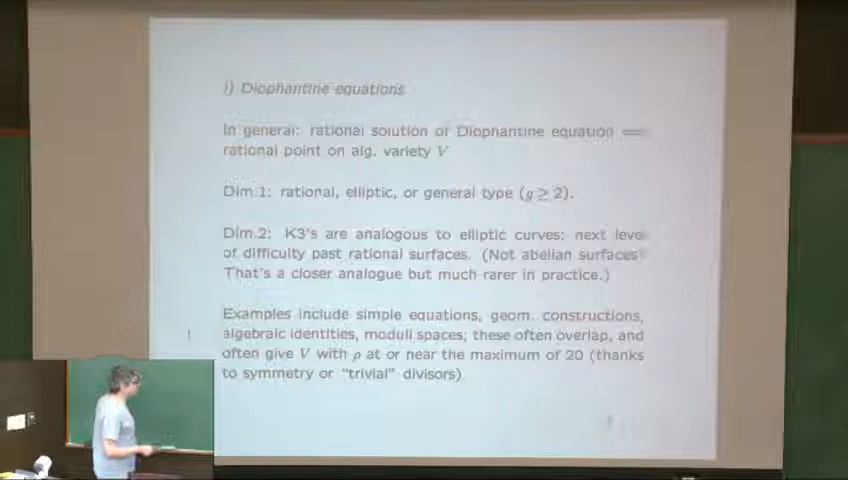 i) Diophantine equations
In general: rational solution of Diophantine equation =
rational point on alg. variety V
Dim.1: rational, elliptic, or general type (g ≥ 2).
Dim.2: K3's are analogous to elliptic curves: next level
of difficulty past rational surfaces. (Not abelian surfaces?
That's a closer analogue but much rarer in practice.)
Examples include simple equations, geom. constructions,
algebraic identities, moduli spaces; these often overlap, and
often give V with ρ at or near the maximum of 20 (thanks
to symmetry or "trivial" divisors)